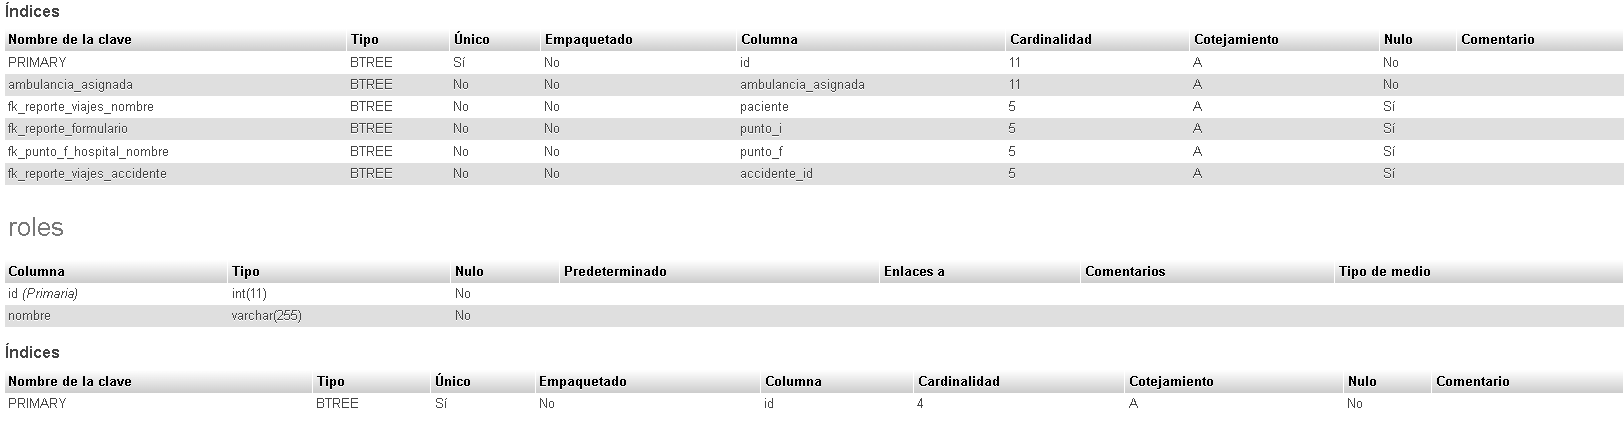 Índices
Nombre de la clave Tipo Único Empaquetado Columna Cardinalidad Cotejamiento Nulo Comentario
PRIMARY BTREE Sí No id 11 A No
ambulancia_asignada BTREE No No ambulancia_asignada 11 A No
fk_reporte_viajes_nombre BTREE No No paciente 5 A Sí
fk_reporte_formulario BTREE No No punto_i 5 A Sí
fk_punto_f_hospital_nombre BTREE No No punto_f 5 A Sí
fk_reporte_viajes_accidente BTREE No No accidente_id 5 A Sí
roles
Columna Tipo Nulo Predeterminado Enlaces a Comentarios Tipo de medio
id (Primaria) int(11) No
nombre varchar(255) No
Índices
Nombre de la clave Tipo Único Empaquetado Columna Cardinalidad Cotejamiento Nulo Comentario
PRIMARY BTREE Sí No id 4 A No